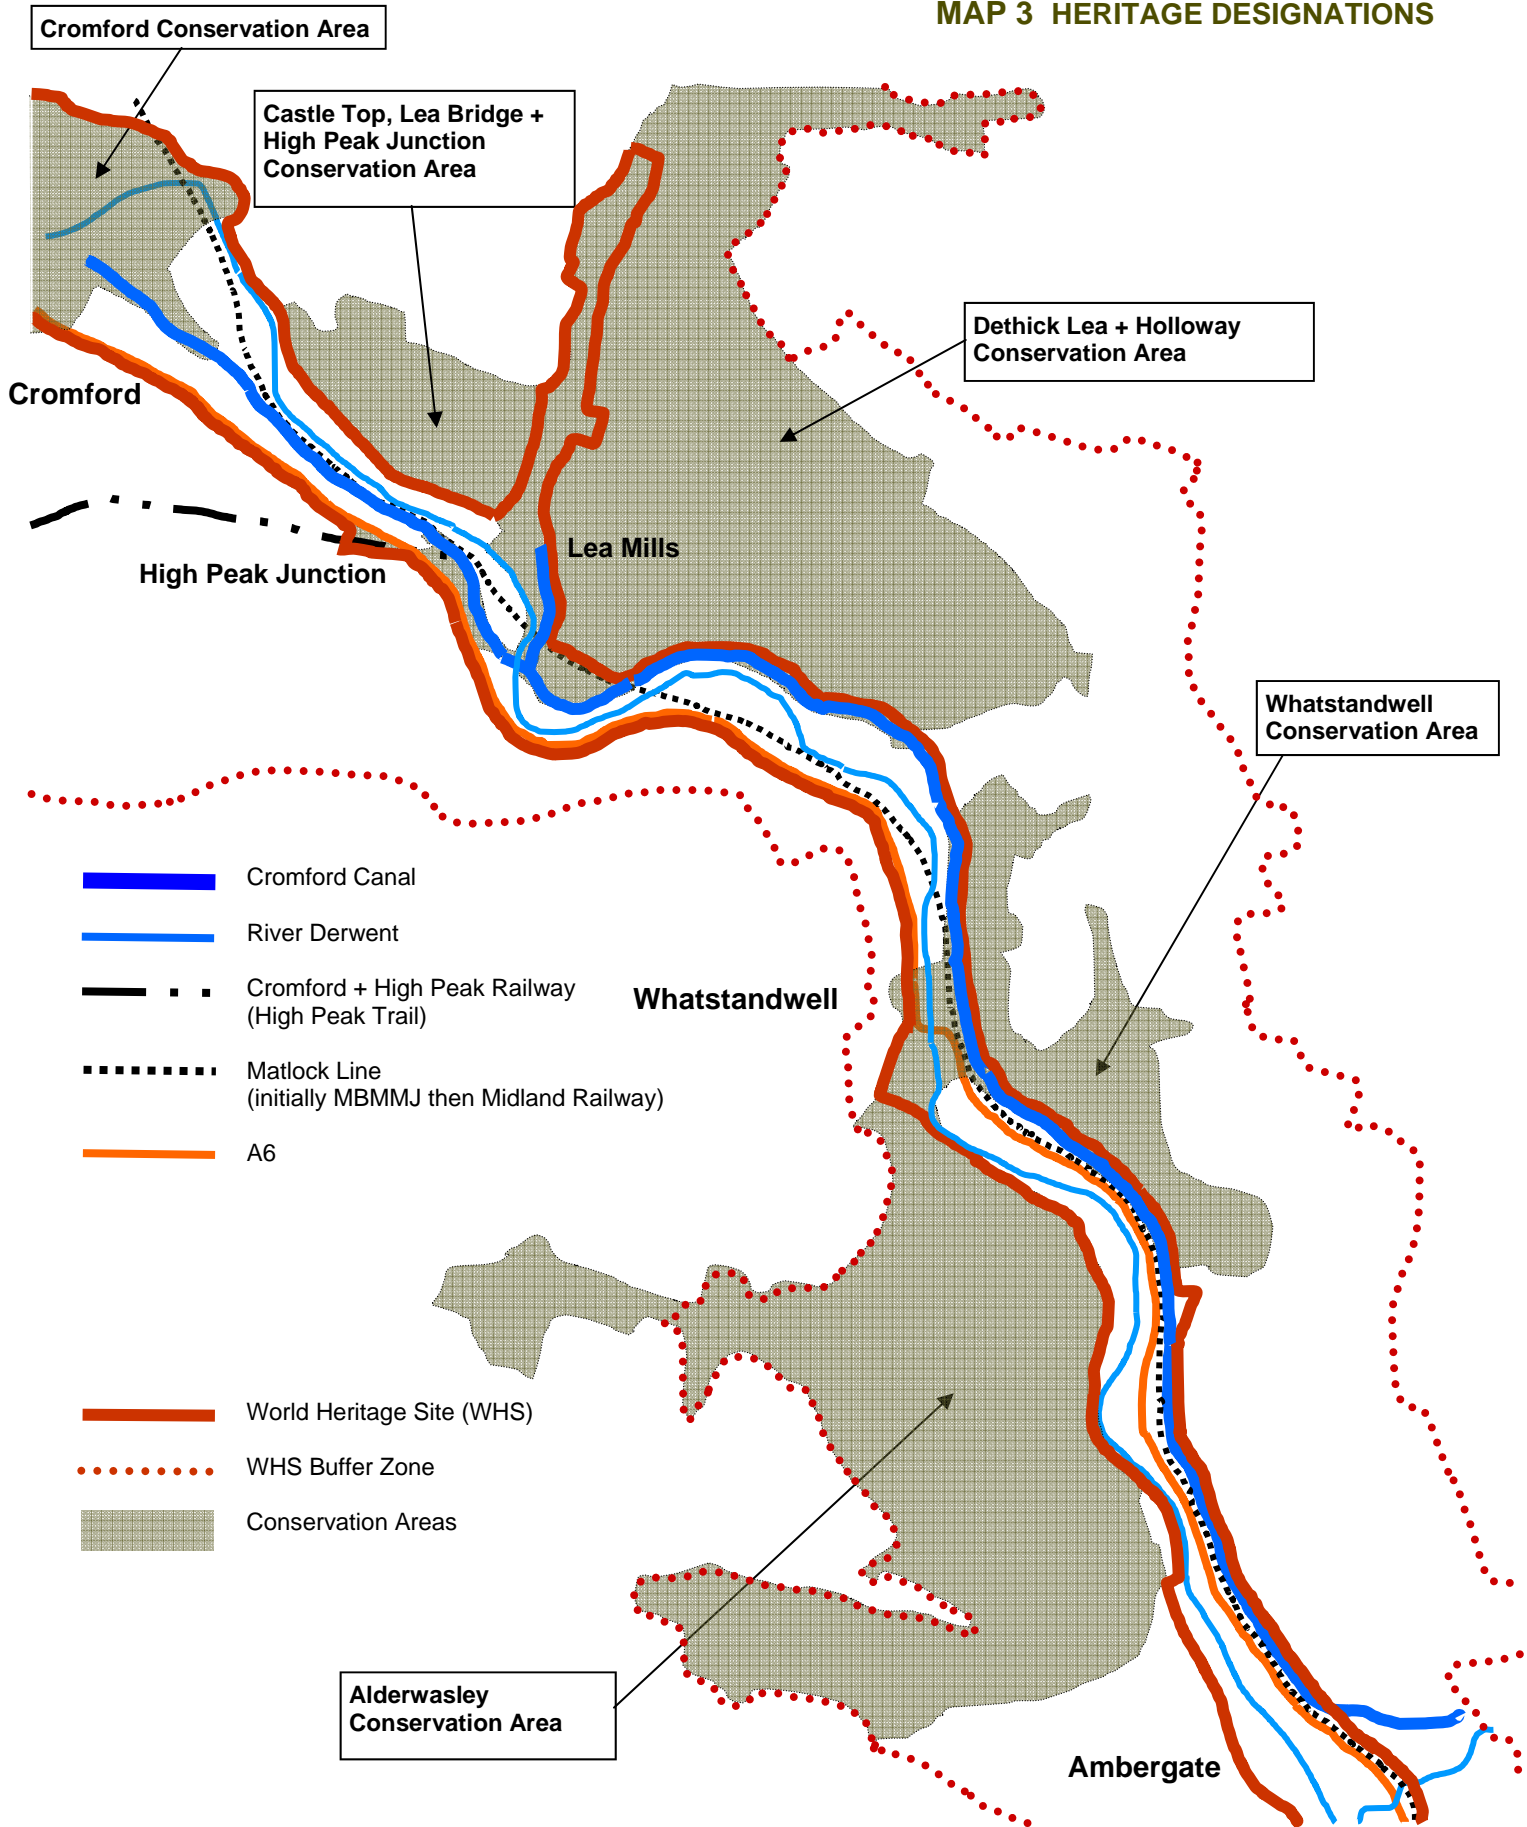 MAP 3 HERITAGE DESIGNATIONS
Cromford Conservation Area
Castle Top, Lea Bridge +
High Peak Junction
Conservation Area
Dethick Lea + Holloway
Conservation Area
Cromford
Lea Mills
High Peak Junction
Whatstandwell
Conservation Area
Cromford Canal
River Derwent
Cromford + High Peak Railway
(High Peak Trail)
Whatstandwell
Matlock Line
(initially MBMMJ then Midland Railway)
A6
World Heritage Site (WHS)
WHS Buffer Zone
Conservation Areas
Alderwasley
Conservation Area
Ambergate